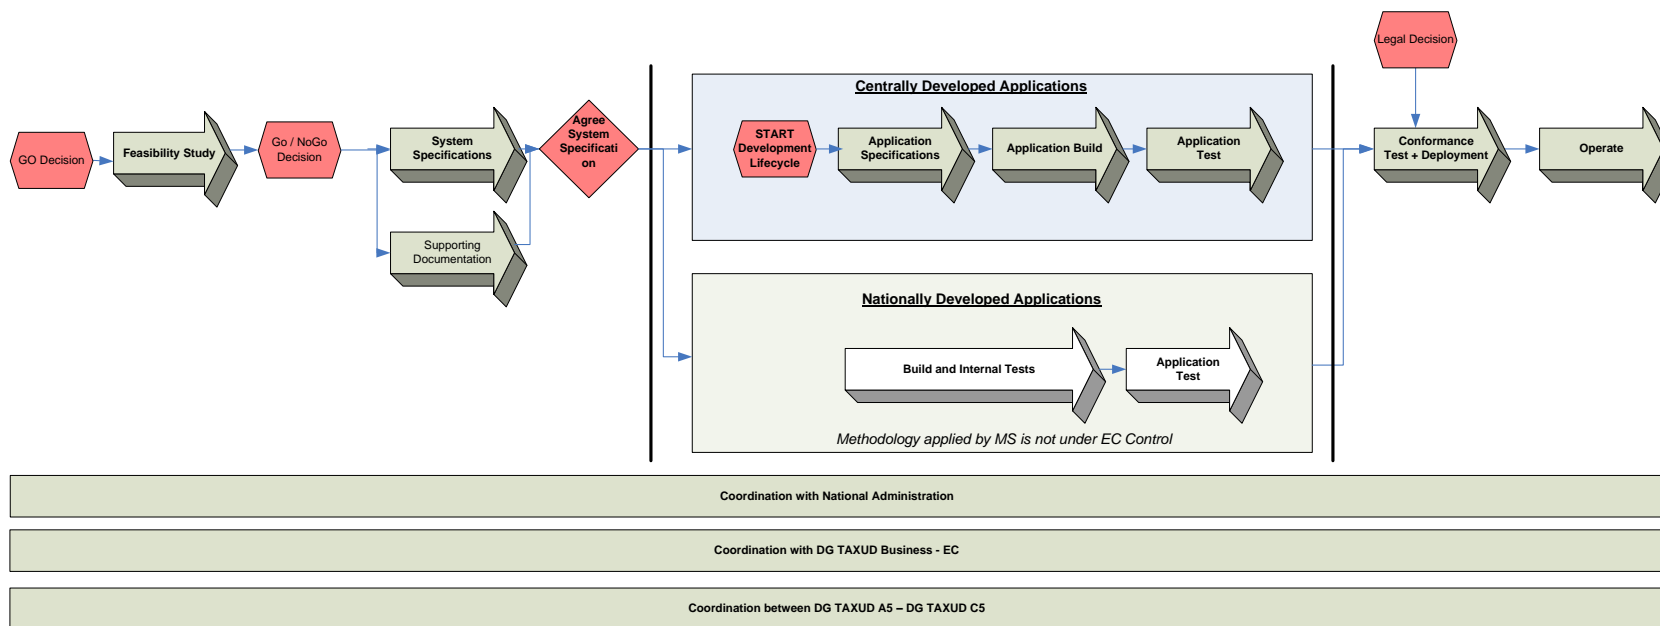 Legal Decision
Centrally Developed Applications
GO Decision
Feasibility Study
Go / NoGo
Decision
System
Specifications
Agree
System
Specificati
on
START
Development
Lifecycle
Application
Specifications
Application Build
Application
Test
Conformance
Test + Deployment
Operate
Supporting
Documentation
Nationally Developed Applications
Build and Internal Tests
Application
Test
Methodology applied by MS is not under EC Control
Coordination with National Administration
Coordination with DG TAXUD Business - EC
Coordination between DG TAXUD A5 – DG TAXUD C5